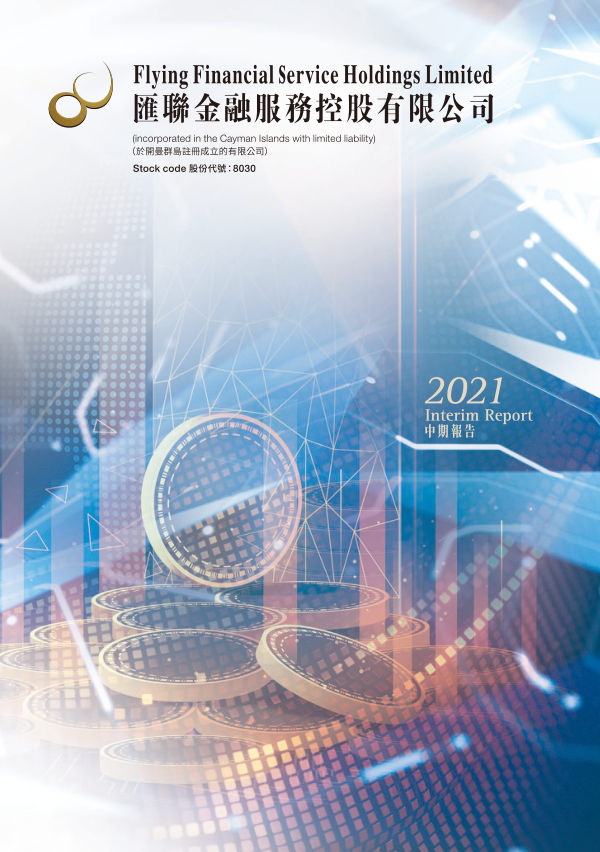 Flying Financial Service Holdings Limited
匯聯金融服務控股有限公司
(incorporated in the Cayman Islands with limited liability)
(於開曼群島註冊成立的有限公司)
Stock code 股份代號：8030
2021
Interim Report
中期報告